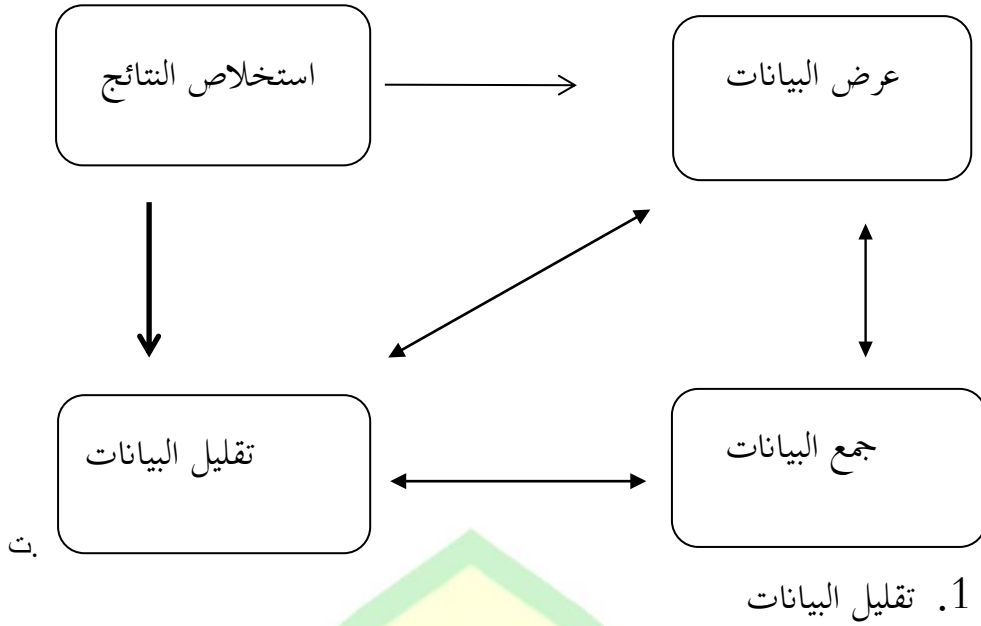 عرض البيانات
استخلاص النتائج
جمع البيانات
تقليل البيانات
ت.
1. تقليل البيانات